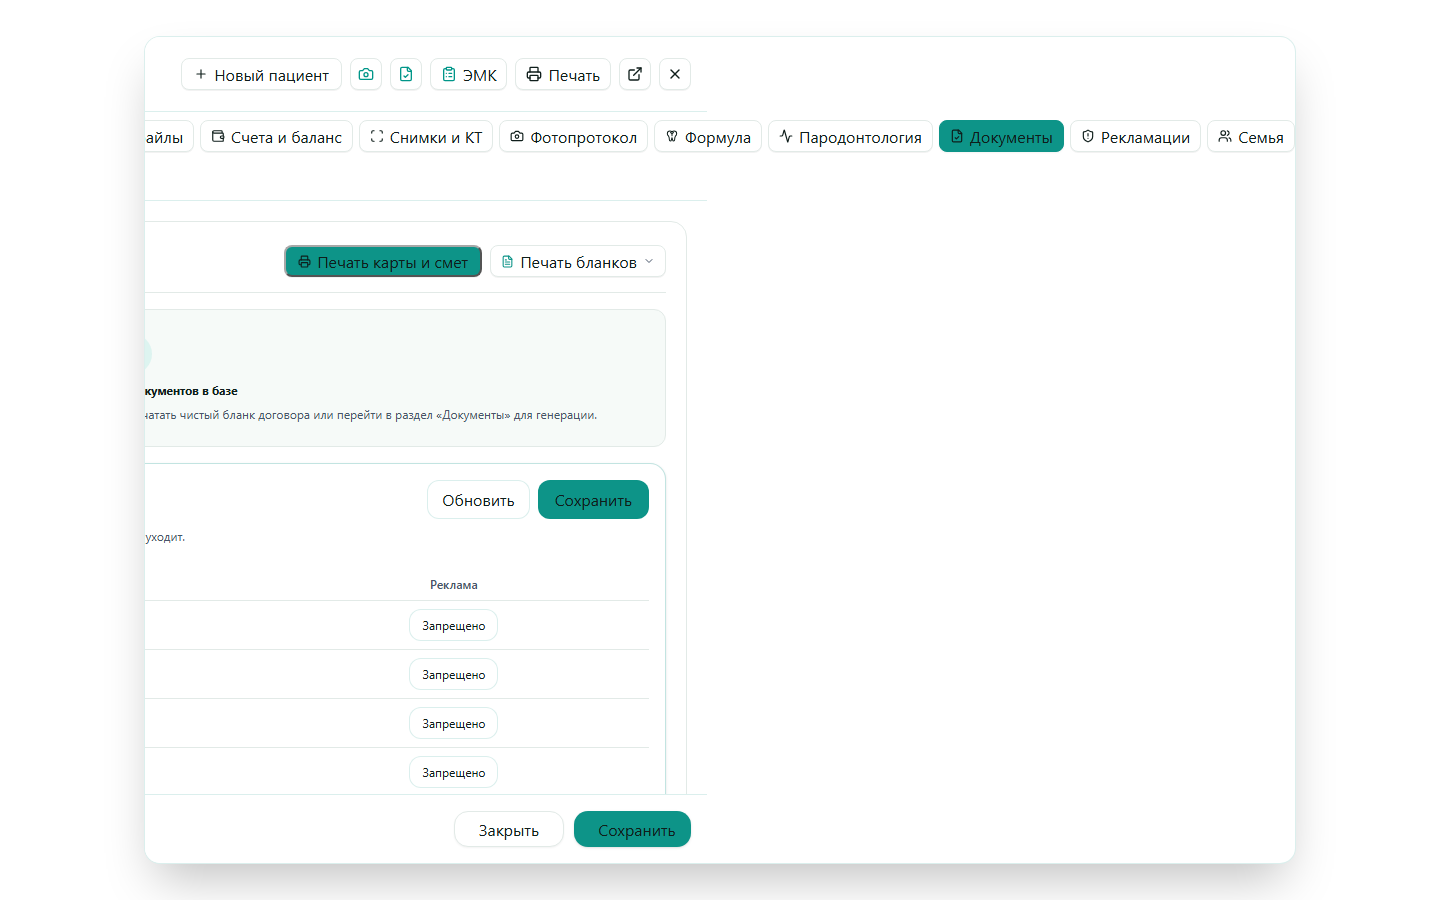 Новый пациент ЭМК Печать
айлы Счета и баланс Снимки и КТ Фотопротокол Формула Пародонтология Документы Рекламации Семья
Печать карты и смет Печать бланков
кументов в базе
чатать чистый бланк договора или перейти в раздел «Документы» для генерации.
Обновить Сохранить
уходит.
Реклама
Запрещено
Запрещено
Запрещено
Запрещено
Закрыть Сохранить